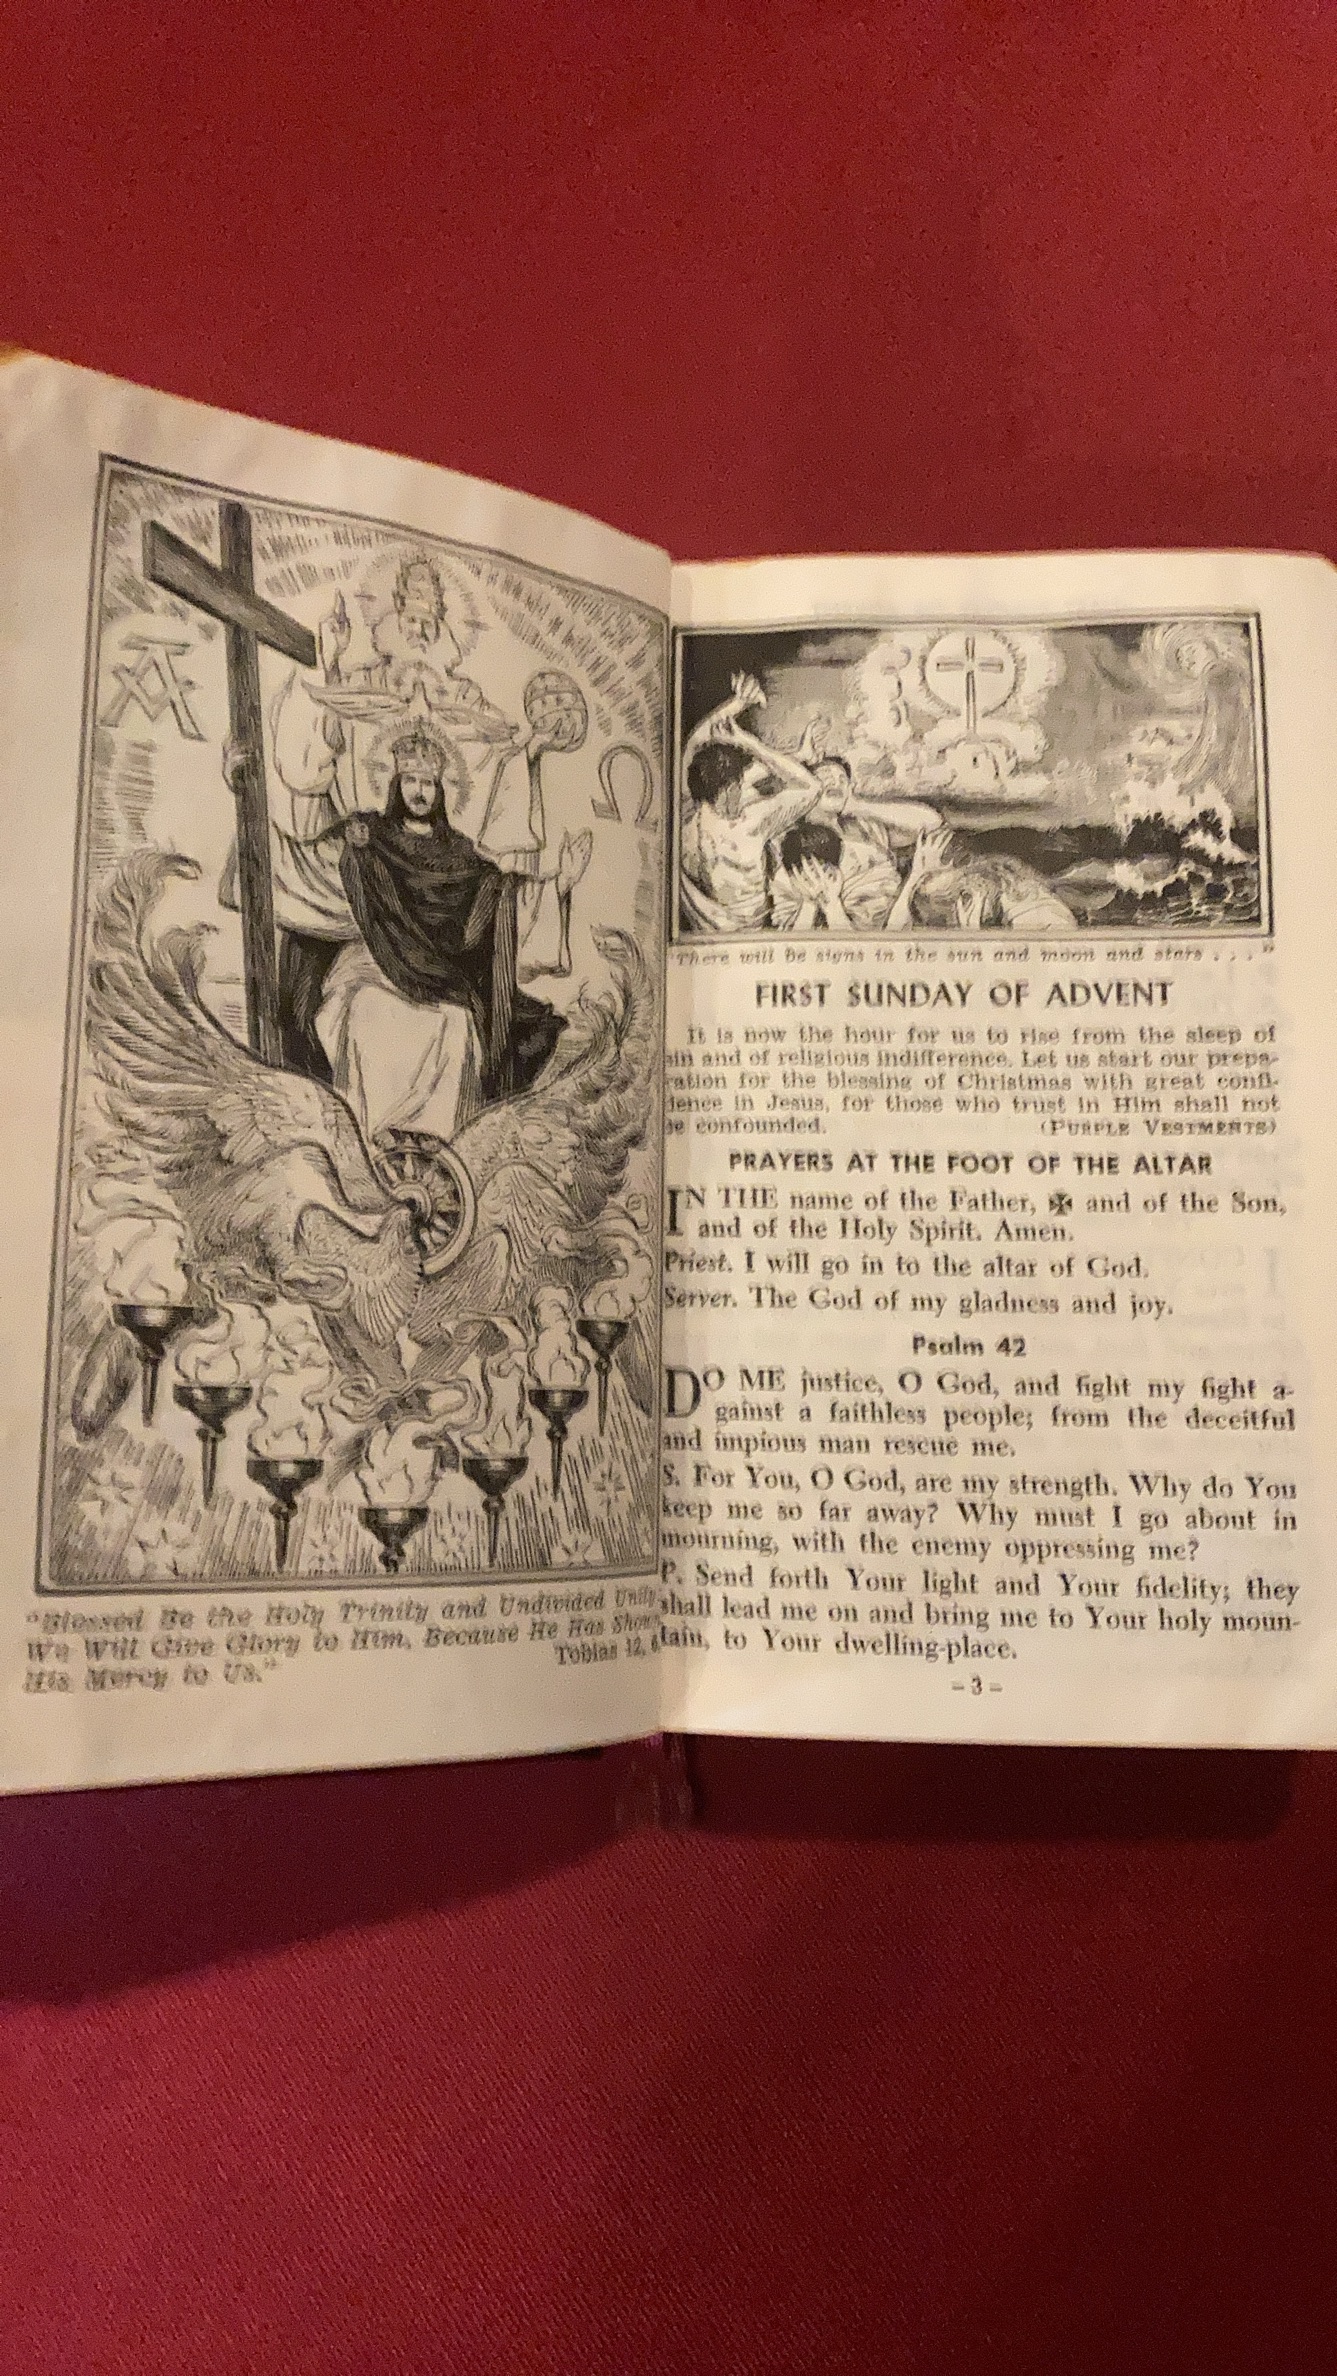 "Blessed Be the Holy Trinity and Undivided Unity
We Will Give Glory to Him, Because He Has Shown
His Mercy to Us."
Tobias 12, 6
"There will be signs in the sun and moon and stars . . ."
FIRST SUNDAY OF ADVENT
It is now the hour for us to rise from the sleep of
sin and of religious indifference. Let us start our prepa-
ration for the blessing of Christmas with great confi-
dence in Jesus, for those who trust in Him shall not
be confounded. (PURPLE VESTMENTS)
PRAYERS AT THE FOOT OF THE ALTAR
IN THE name of the Father, ✠ and of the Son,
and of the Holy Spirit. Amen.
Priest. I will go in to the altar of God.
Server. The God of my gladness and joy.
Psalm 42
DO ME justice, O God, and fight my fight a-
gainst a faithless people; from the deceitful
and impious man rescue me.
S. For You, O God, are my strength. Why do You
keep me so far away? Why must I go about in
mourning, with the enemy oppressing me?
P. Send forth Your light and Your fidelity; they
shall lead me on and bring me to Your holy moun-
tain, to Your dwelling-place.
– 3 –